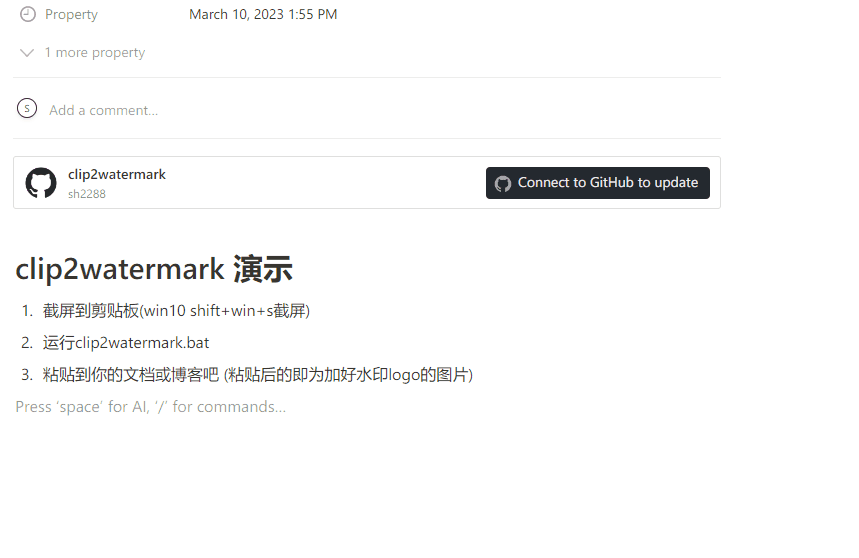 Property March 10, 2023 1:55 PM
1 more property
S Add a comment...
clip2watermark
sh2288
Connect to GitHub to update
clip2watermark 演示
1. 截屏到剪贴板(win10 shift+win+s截屏)
2. 运行clip2watermark.bat
3. 粘贴到你的文档或博客吧 (粘贴后的即为加好水印logo的图片)
Press ‘space’ for AI, ‘/’ for commands...